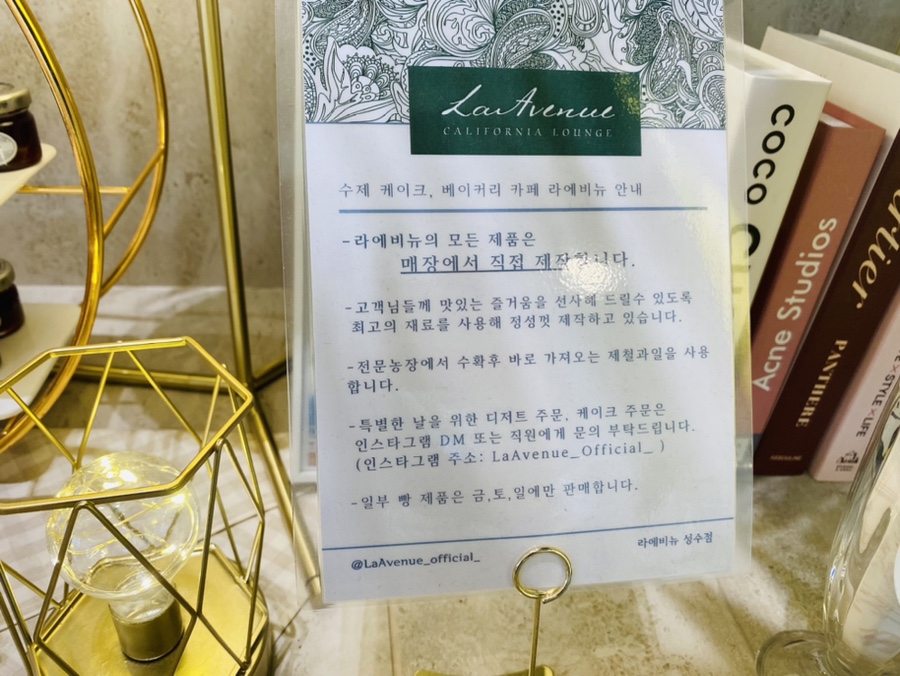 LaAvenue
CALIFORNIA LOUNGE
수제 케이크, 베이커리 카페 라에비뉴 안내
-라에비뉴의 모든 제품은
매장에서 직접 제작합니다.
-고객님들께 맛있는 즐거움을 선사해 드릴수 있도록
최고의 재료를 사용해 정성껏 제작하고 있습니다.
-전문농장에서 수확후 바로 가져오는 제철과일을 사용
합니다.
-특별한 날을 위한 디저트 주문, 케이크 주문은
인스타그램 DM 또는 직원에게 문의 부탁드립니다.
(인스타그램 주소: LaAvenue_Official_ )
-일부 빵 제품은 금,토,일에만 판매합니다.
라에비뉴 성수점
@LaAvenue_official_
COCO
Acne Studios
PANTHERE
STYLE×LIFE